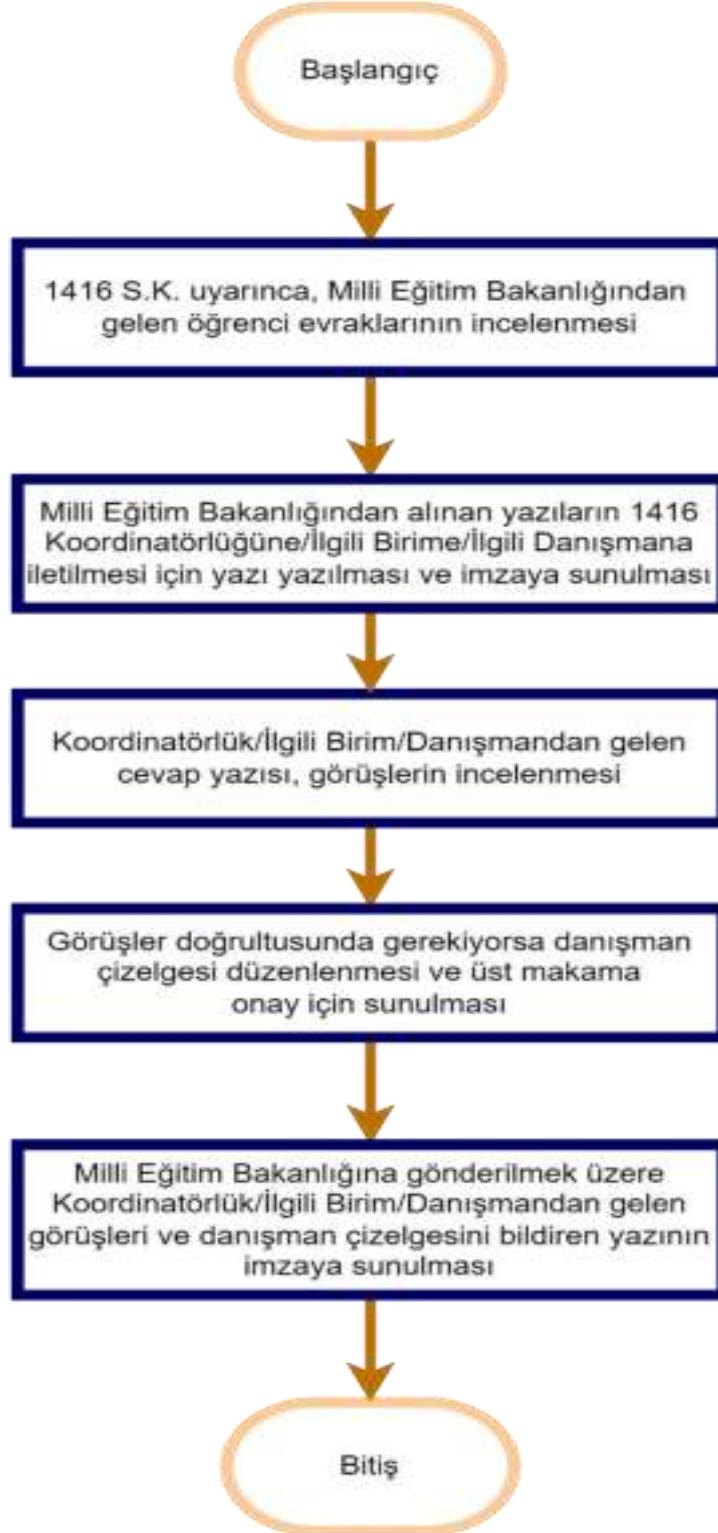 Başlangıç
1416 S.K. uyarınca, Milli Eğitim Bakanlığından
gelen öğrenci evraklarının incelenmesi
Milli Eğitim Bakanlığından alınan yazıların 1416
Koordinatörlüğüne/İlgili Birime/İlgili Danışmana
iletilmesi için yazı yazılması ve imzaya sunulması
Koordinatörlük/İlgili Birim/Danışmandan gelen
cevap yazısı, görüşlerin incelenmesi
Görüşler doğrultusunda gerekiyorsa danışman
çizelgesi düzenlenmesi ve üst makama
onay için sunulması
Milli Eğitim Bakanlığına gönderilmek üzere
Koordinatörlük/İlgili Birim/Danışmandan gelen
görüşleri ve danışman çizelgesini bildiren yazının
imzaya sunulması
Bitiş